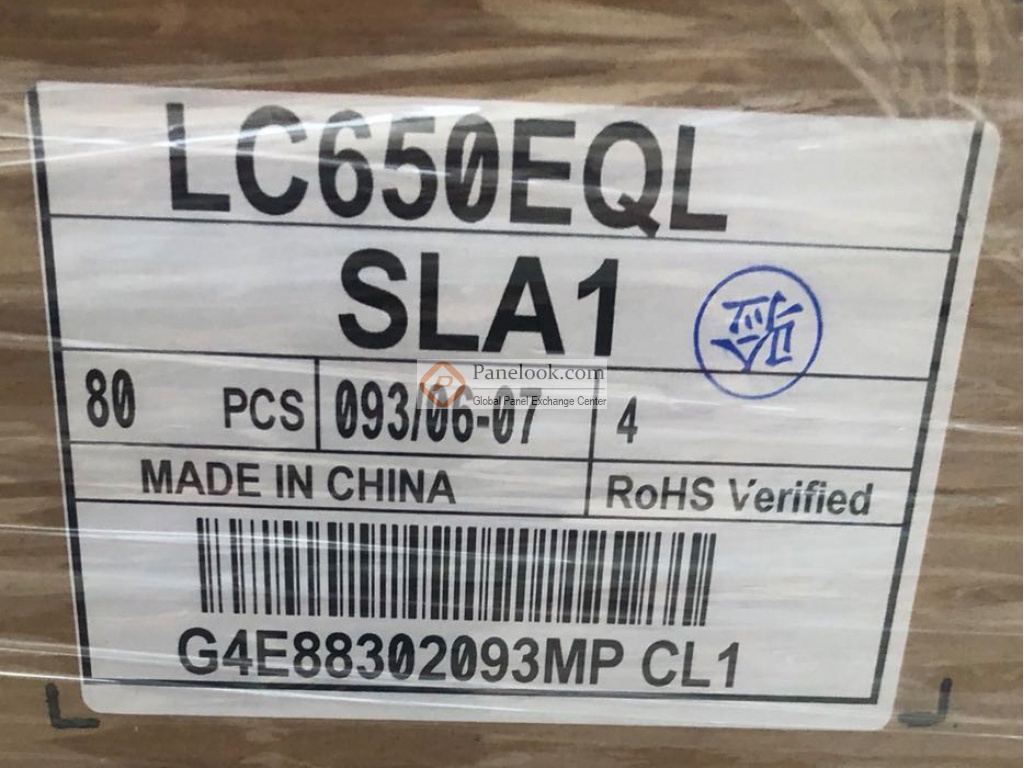 LC650EQL
SLA1
Panelook.com
Global Panel Exchange Center
80 PCS 093/06-07 4
MADE IN CHINA RoHS Verified
G4E88302093MP CL1